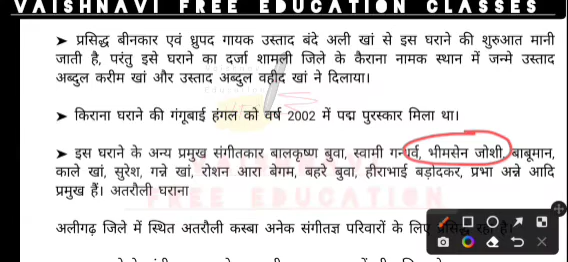 VAISHNAVI FREE EDUCATION CLASSES
➤ प्रसिद्ध बीनकार एवं ध्रुपद गायक उस्ताद बंदे अली खां से इस घराने की शुरुआत मानी
जाती है, परंतु इसे घराने का दर्जा शामली जिले के कैराना नामक स्थान में जन्मे उस्ताद
अब्दुल करीम खां और उस्ताद अब्दुल वहीद खां ने दिलाया।
➤ किराना घराने की गंगूबाई हंगल को वर्ष 2002 में पद्म पुरस्कार मिला था।
➤ इस घराने के अन्य प्रमुख संगीतकार बालकृष्ण बुवा, स्वामी गन्धर्व, भीमसेन जोशी, बाबूमान,
काले खां, सुरेश, गन्ने खां, रोशन आरा बेगम, बहरे बुवा, हीराभाई बड़ोदकर, प्रभा अन्ने आदि
प्रमुख हैं। अतरौली घराना
FREE EDUCATION
अलीगढ़ जिले में स्थित अतरौली कस्बा अनेक संगीतज्ञ परिवारों के लिए प्रसिद्ध रहा है।